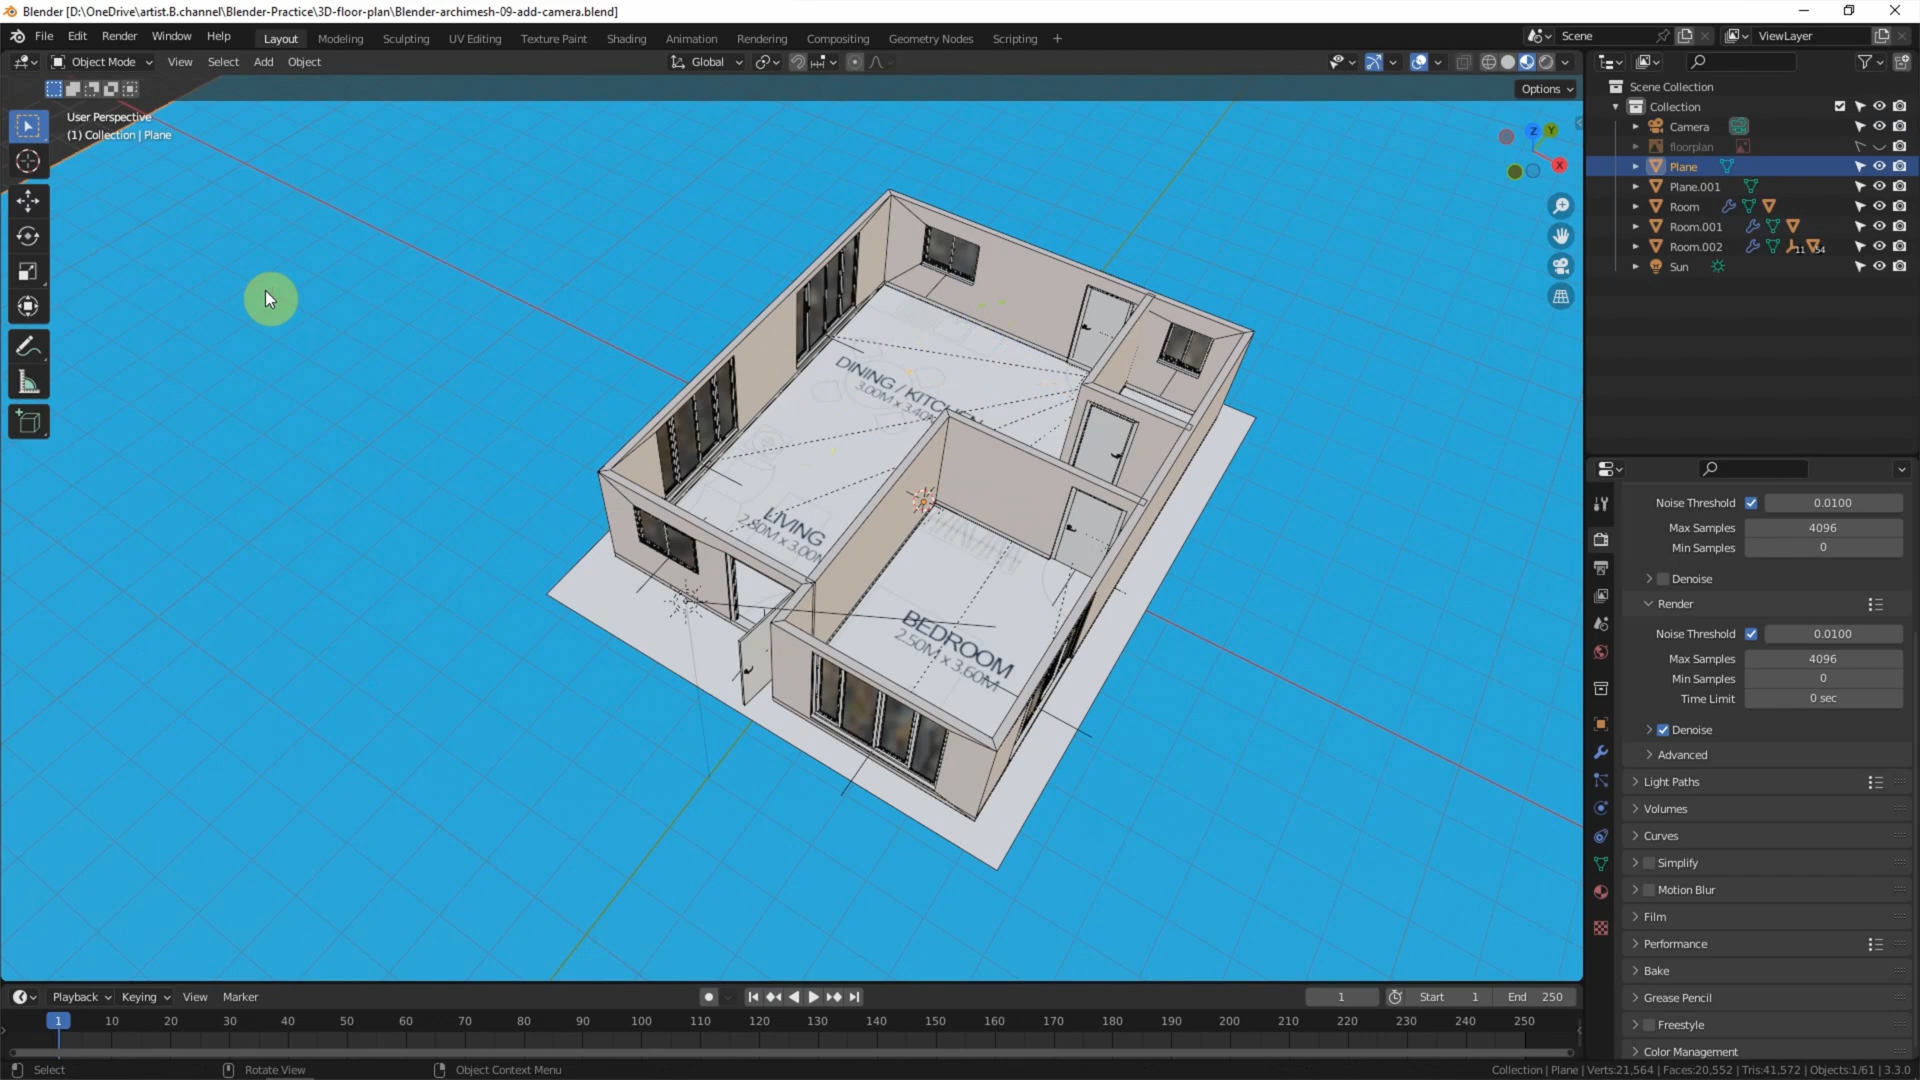 Blender [D:\OneDrive\artist.B.channel\Blender-Practice\3D-floor-plan\Blender-archimesh-09-add-camera.blend]
File Edit Render Window Help Layout Modeling Sculpting UV Editing Texture Paint Shading Animation Rendering Compositing Geometry Nodes Scripting + Scene ViewLayer
Object Mode View Select Add Object Global
Options
User Perspective
(1) Collection | Plane
Z Y
X
DINING / KITCHEN
3.00M x 3.40M
LIVING
2.80M x 3.00M
BEDROOM
2.50M x 3.60M
Scene Collection
Collection
Camera
floorplan
Plane
Plane.001
Room
Room.001
Room.002 11 54
Sun
Noise Threshold 0.0100
Max Samples 4096
Min Samples 0
Denoise
Render
Noise Threshold 0.0100
Max Samples 4096
Min Samples 0
Time Limit 0 sec
Denoise
Advanced
Light Paths
Volumes
Curves
Simplify
Motion Blur
Film
Performance
Bake
Grease Pencil
Freestyle
Color Management
Playback Keying View Marker 1 Start 1 End 250
1 10 20 30 40 50 60 70 80 90 100 110 120 130 140 150 160 170 180 190 200 210 220 230 240 250
Select Rotate View Object Context Menu Collection | Plane | Verts:21,564 | Faces:20,552 | Tris:41,572 | Objects:1/61 | 3.3.0